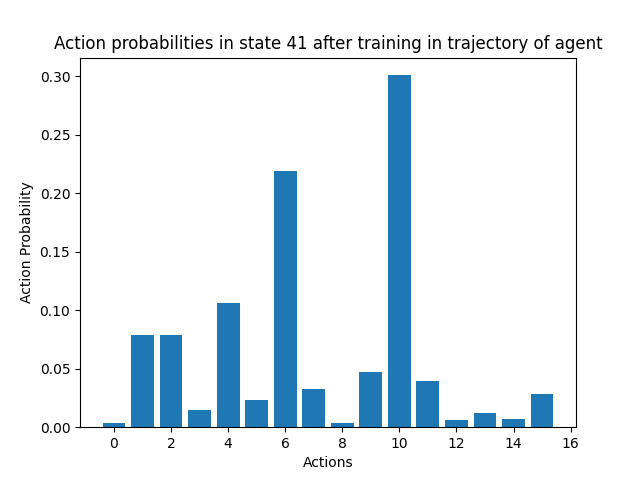 Action probabilities in state 41 after training in trajectory of agent
Action Probability
0.30
0.25
0.20
0.15
0.10
0.05
0.00
0 2 4 6 8 10 12 14 16
Actions